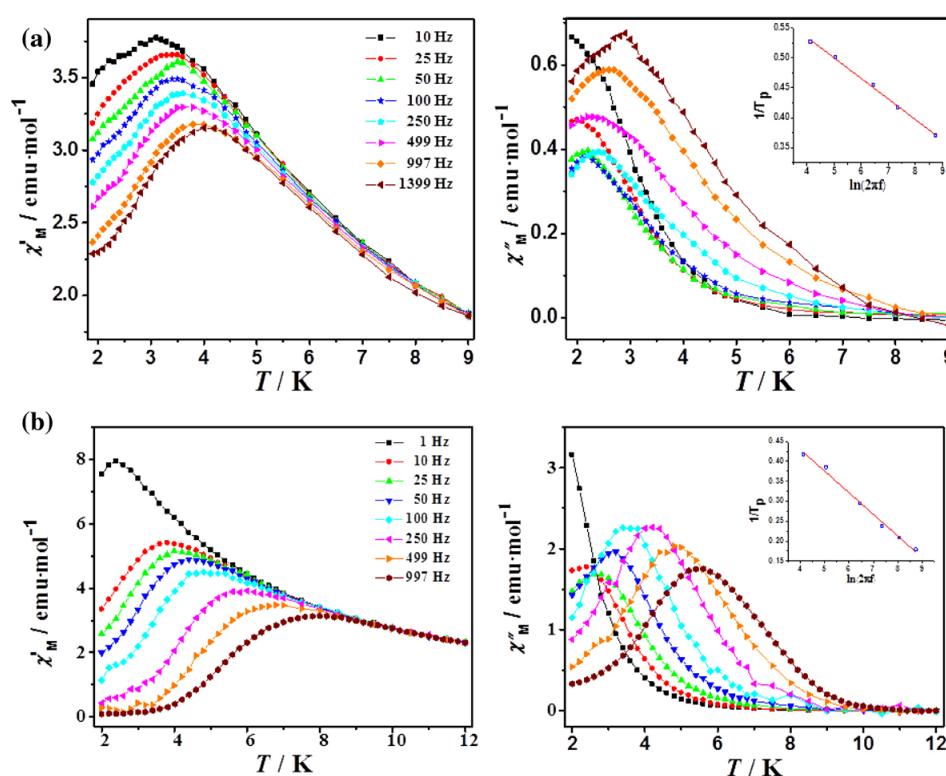 (a)
10 Hz
25 Hz
50 Hz
100 Hz
250 Hz
499 Hz
997 Hz
1399 Hz
3.5
3.0
2.5
2.0
χ'M / emu·mol⁻¹
2 3 4 5 6 7 8 9
T / K
0.6
0.4
0.2
0.0
χ″M / emu·mol⁻¹
2 3 4 5 6 7 8 9
T / K
0.55
0.50
0.45
0.40
0.35
1/Tp
4 5 6 7 8 9
ln(2πf)
(b)
1 Hz
10 Hz
25 Hz
50 Hz
100 Hz
250 Hz
499 Hz
997 Hz
8
6
4
2
0
χ'M / emu·mol⁻¹
2 4 6 8 10 12
T / K
3
2
1
0
χ″M / emu·mol⁻¹
2 4 6 8 10 12
T / K
0.45
0.40
0.35
0.30
0.25
0.20
0.15
1/Tp
4 5 6 7 8 9
ln 2πf